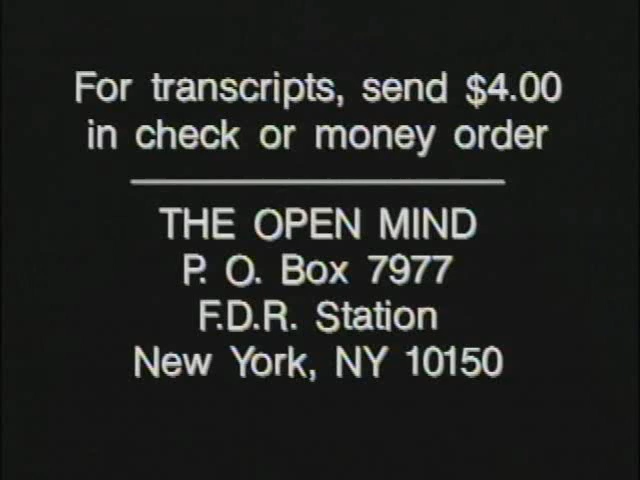 For transcripts, send $4.00
in check or money order
THE OPEN MIND
P. O. Box 7977
F.D.R. Station
New York, NY 10150